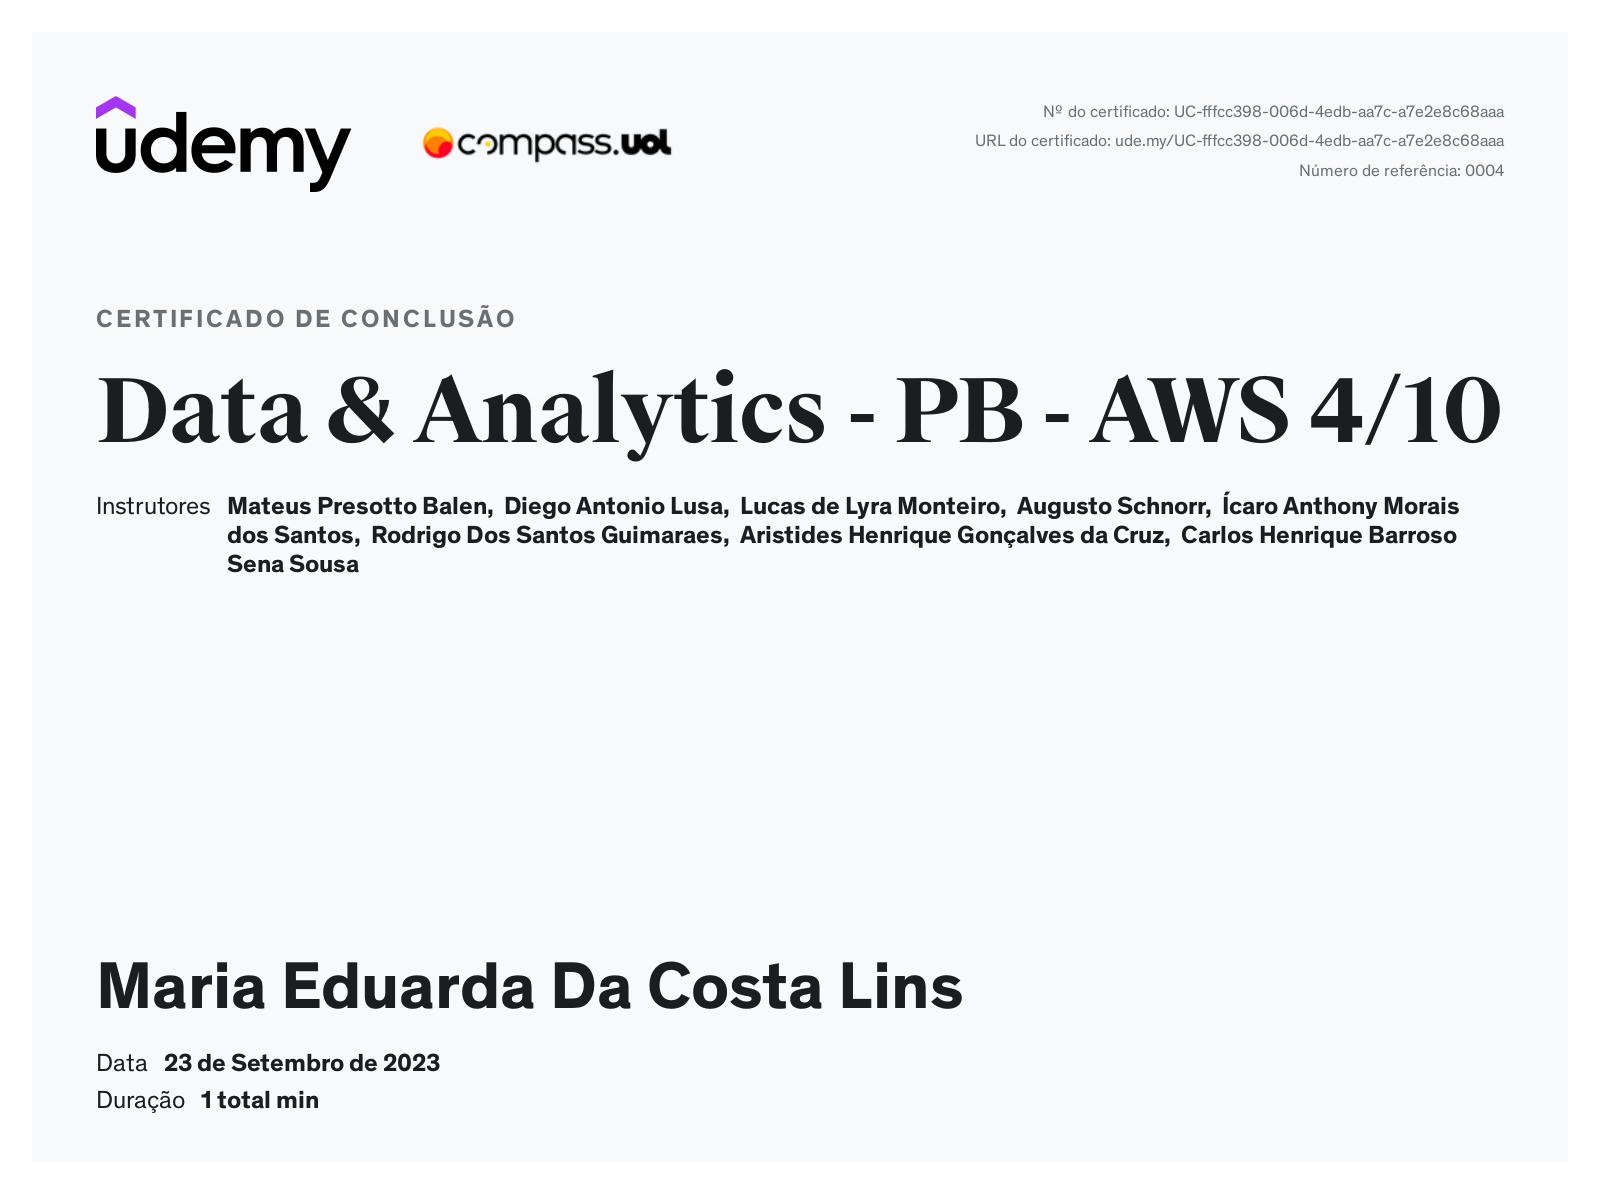 udemy
compass.uol
Nº do certificado: UC-fffcc398-006d-4edb-aa7c-a7e2e8c68aaa
URL do certificado: ude.my/UC-fffcc398-006d-4edb-aa7c-a7e2e8c68aaa
Número de referência: 0004
CERTIFICADO DE CONCLUSÃO
Data & Analytics - PB - AWS 4/10
Instrutores Mateus Presotto Balen, Diego Antonio Lusa, Lucas de Lyra Monteiro, Augusto Schnorr, Ícaro Anthony Morais
dos Santos, Rodrigo Dos Santos Guimaraes, Aristides Henrique Gonçalves da Cruz, Carlos Henrique Barroso
Sena Sousa
Maria Eduarda Da Costa Lins
Data 23 de Setembro de 2023
Duração 1 total min